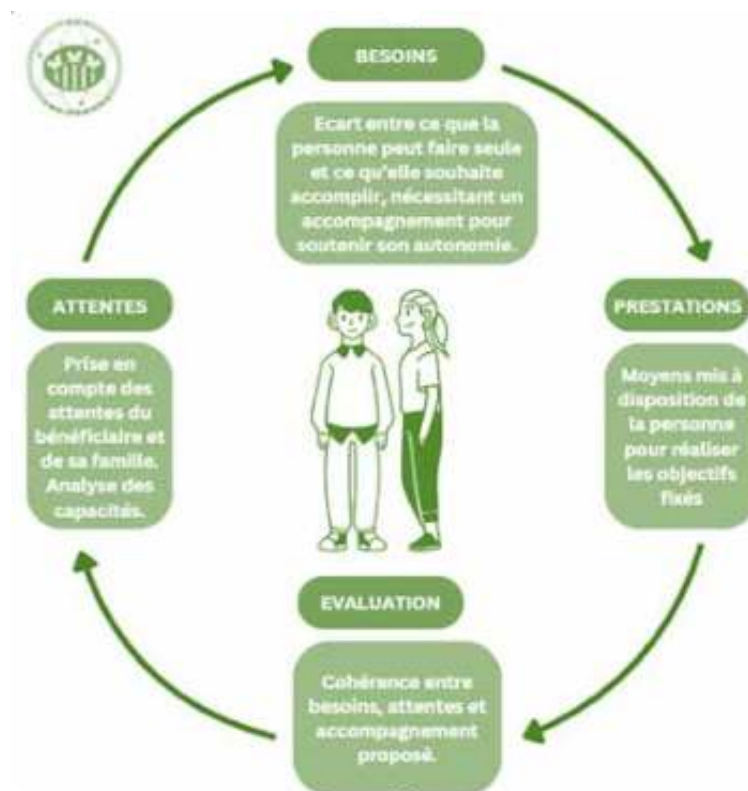 BESOINS
Ecart entre ce que la
personne peut faire seule
et ce qu'elle souhaite
accomplir, nécessitant un
accompagnement pour
soutenir son autonomie.
ATTENTES
Prise en
compte des
attentes du
bénéficiaire et
de sa famille.
Analyse des
capacités.
PRESTATIONS
Moyens mis à
disposition de
la personne
pour réaliser
les objectifs
fixés
EVALUATION
Cohérence entre
besoins, attentes et
accompagnement
proposé.